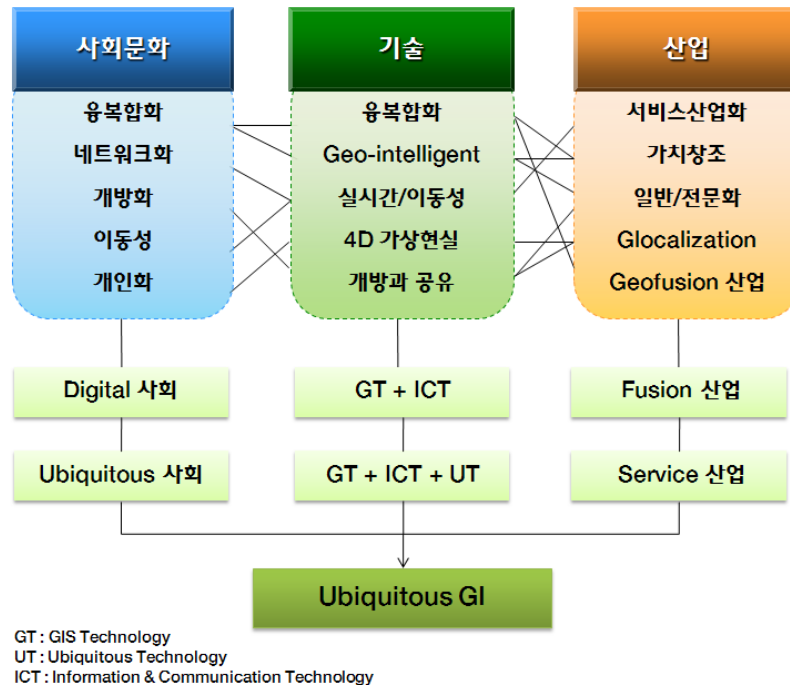 사회문화
융복합화
네트워크화
개방화
이동성
개인화
기술
융복합화
Geo-intelligent
실시간/이동성
4D 가상현실
개방과 공유
산업
서비스산업화
가치창조
일반/전문화
Glocalization
Geofusion 산업
Digital 사회
GT + ICT
Fusion 산업
Ubiquitous 사회
GT + ICT + UT
Service 산업
Ubiquitous GI
GT : GIS Technology
UT : Ubiquitous Technology
ICT : Information & Communication Technology